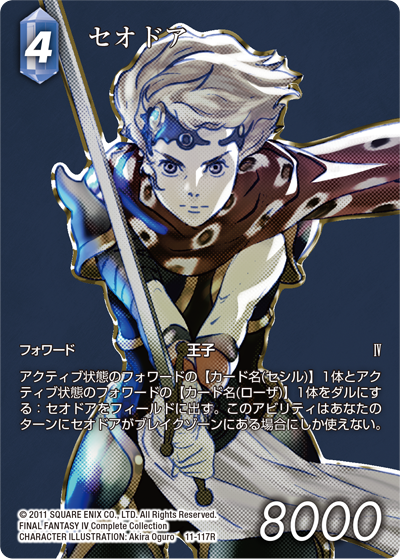 4
セオドア
フォワード 王子 IV
アクティブ状態のフォワードの【カード名(セシル)】1体とアク
ティブ状態のフォワードの【カード名(ローザ)】1体をダルにす
る：セオドアをフィールドに出す。このアビリティはあなたの
ターンにセオドアがブレイクゾーンにある場合にしか使えない。
© 2011 SQUARE ENIX CO., LTD. All Rights Reserved.
FINAL FANTASY IV Complete Collection
CHARACTER ILLUSTRATION: Akira Oguro 11-117R
8000